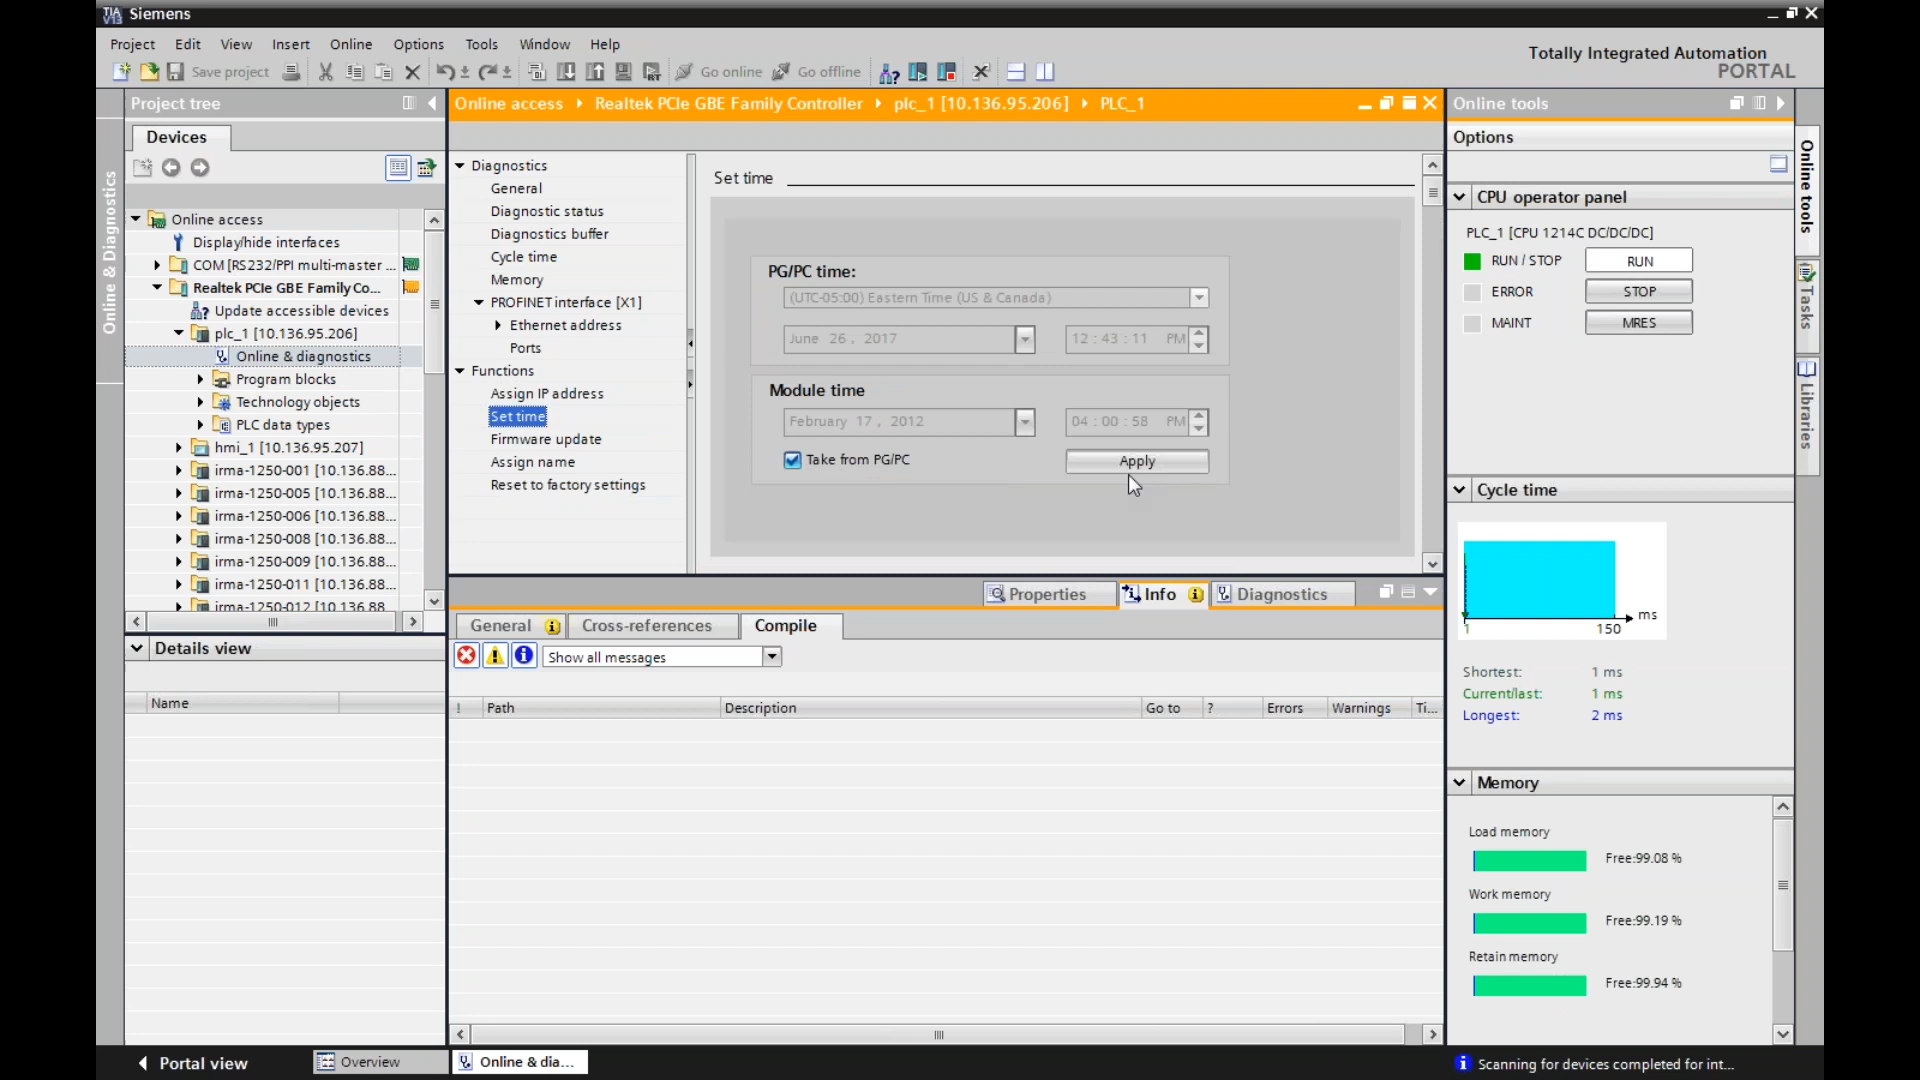 TIA V13 Siemens
Project Edit View Insert Online Options Tools Window Help
Totally Integrated Automation
PORTAL
Save project Go online Go offline
Project tree
Online access Realtek PCIe GBE Family Controller plc_1 [10.136.95.206] PLC_1
Online tools
Devices
Options
Online & Diagnostics
Online access
Display/hide interfaces
COM [RS232/PPI multi-master ...
Realtek PCIe GBE Family Co...
Update accessible devices
plc_1 [10.136.95.206]
Online & diagnostics
Program blocks
Technology objects
PLC data types
hmi_1 [10.136.95.207]
irma-1250-001 [10.136.88...
irma-1250-005 [10.136.88...
irma-1250-006 [10.136.88...
irma-1250-008 [10.136.88...
irma-1250-009 [10.136.88...
irma-1250-011 [10.136.88...
irma-1250-012 [10.136.88
Details view
Name
Diagnostics
General
Diagnostic status
Diagnostics buffer
Cycle time
Memory
PROFINET interface [X1]
Ethernet address
Ports
Functions
Assign IP address
Set time
Firmware update
Assign name
Reset to factory settings
Set time
PG/PC time:
(UTC-05:00) Eastern Time (US & Canada)
June 26, 2017 12 : 43 : 11 PM
Module time
February 17, 2012 04 : 00 : 58 PM
Take from PG/PC Apply
Properties Info Diagnostics
General Cross-references Compile
Show all messages
! Path Description Go to ? Errors Warnings Ti...
CPU operator panel
PLC_1 [CPU 1214C DC/DC/DC]
RUN / STOP RUN
ERROR STOP
MAINT MRES
Cycle time
ms
1 150
Shortest: 1 ms
Current/last: 1 ms
Longest: 2 ms
Memory
Load memory
Free:99.08 %
Work memory
Free:99.19 %
Retain memory
Free:99.94 %
Online tools
Tasks
Libraries
Portal view Overview Online & dia...
Scanning for devices completed for int...